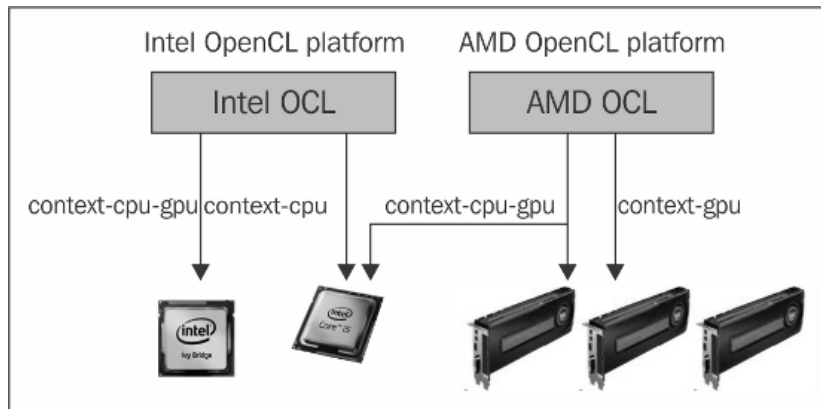 Intel OpenCL platform
AMD OpenCL platform
Intel OCL
AMD OCL
context-cpu-gpu
context-cpu
context-cpu-gpu
context-gpu
intel
Ivy Bridge
intel
Core™ i5